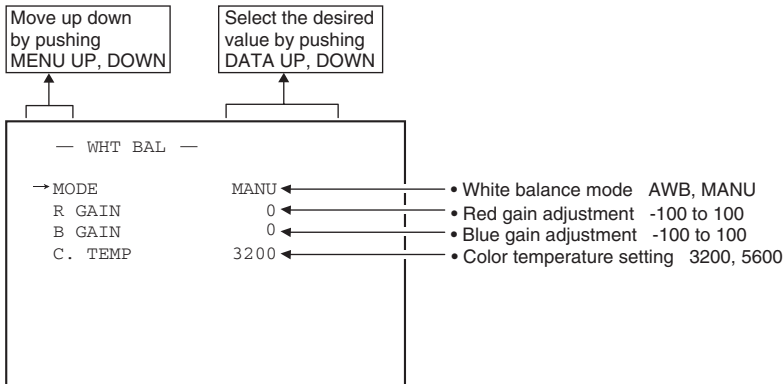 Move up down
by pushing
MENU UP, DOWN
Select the desired
value by pushing
DATA UP, DOWN
— WHT BAL —
→MODE MANU • White balance mode AWB, MANU
R GAIN 0 • Red gain adjustment -100 to 100
B GAIN 0 • Blue gain adjustment -100 to 100
C. TEMP 3200 • Color temperature setting 3200, 5600